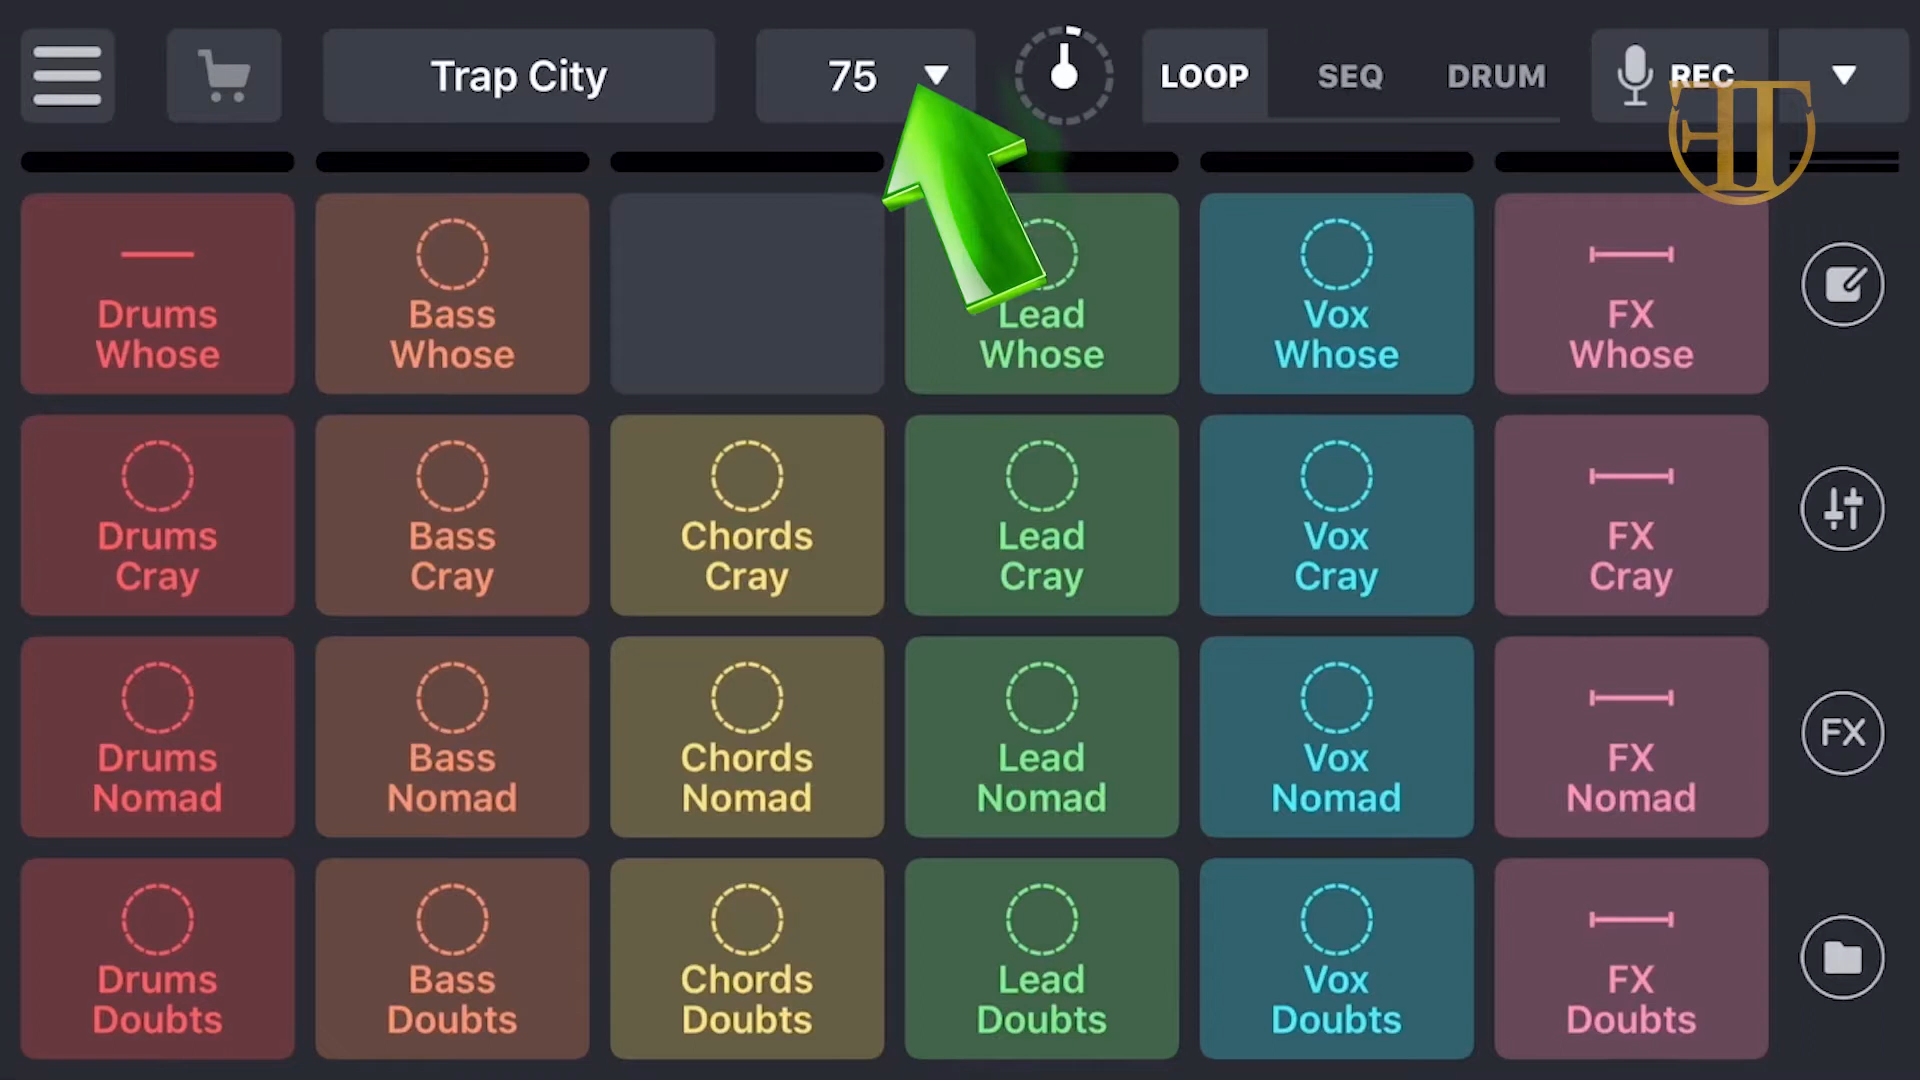 Trap City
75
LOOP
SEQ
DRUM
REC
Drums
Whose
Bass
Whose
Lead
Whose
Vox
Whose
FX
Whose
Drums
Cray
Bass
Cray
Chords
Cray
Lead
Cray
Vox
Cray
FX
Cray
Drums
Nomad
Bass
Nomad
Chords
Nomad
Lead
Nomad
Vox
Nomad
FX
Nomad
FX
Drums
Doubts
Bass
Doubts
Chords
Doubts
Lead
Doubts
Vox
Doubts
FX
Doubts